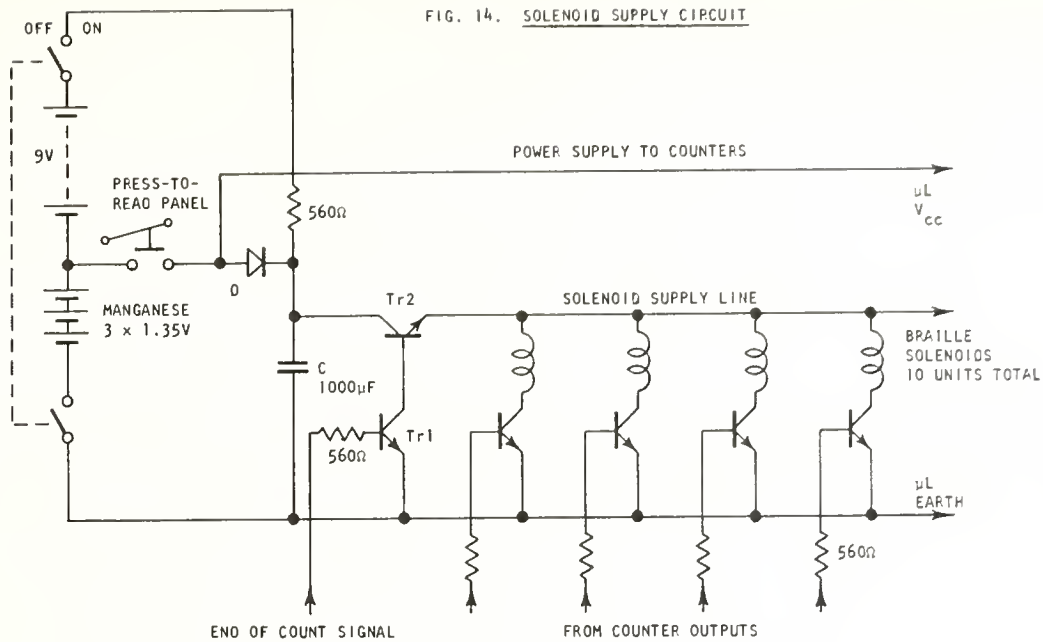 FIG. 14. SOLENOID SUPPLY CIRCUIT
OFF ON
9V
POWER SUPPLY TO COUNTERS
PRESS-TO-
READ PANEL
560Ω
µL
Vcc
D
MANGANESE
3 x 1.35V
Tr2
SOLENOID SUPPLY LINE
BRAILLE
SOLENOIDS
10 UNITS TOTAL
C
1000µF
Tr1
560Ω
µL
EARTH
560Ω
END OF COUNT SIGNAL
FROM COUNTER OUTPUTS